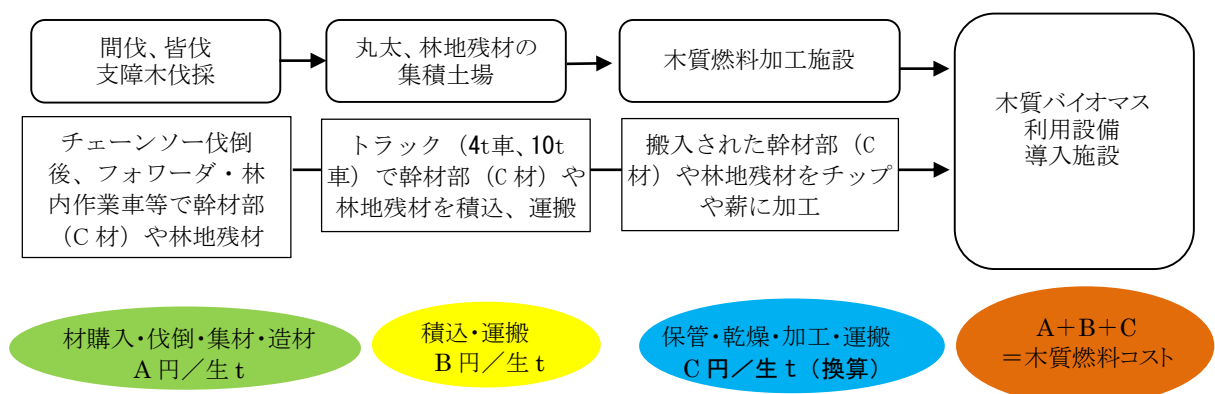 間伐、皆伐
支障木伐採
丸太、林地残材の
集積土場
木質燃料加工施設
木質バイオマス
利用設備
導入施設
チェーンソー伐倒
後、フォワーダ・林
内作業車等で幹材部
（C 材）や林地残材
トラック（4t車、10t
車）で幹材部（C 材）や
林地残材を積込、運搬
搬入された幹材部（C
材）や林地残材をチップ
や薪に加工
材購入・伐倒・集材・造材
A 円／生ｔ
積込・運搬
B 円／生ｔ
保管・乾燥・加工・運搬
C 円／生ｔ（換算）
A＋B＋C
＝木質燃料コスト